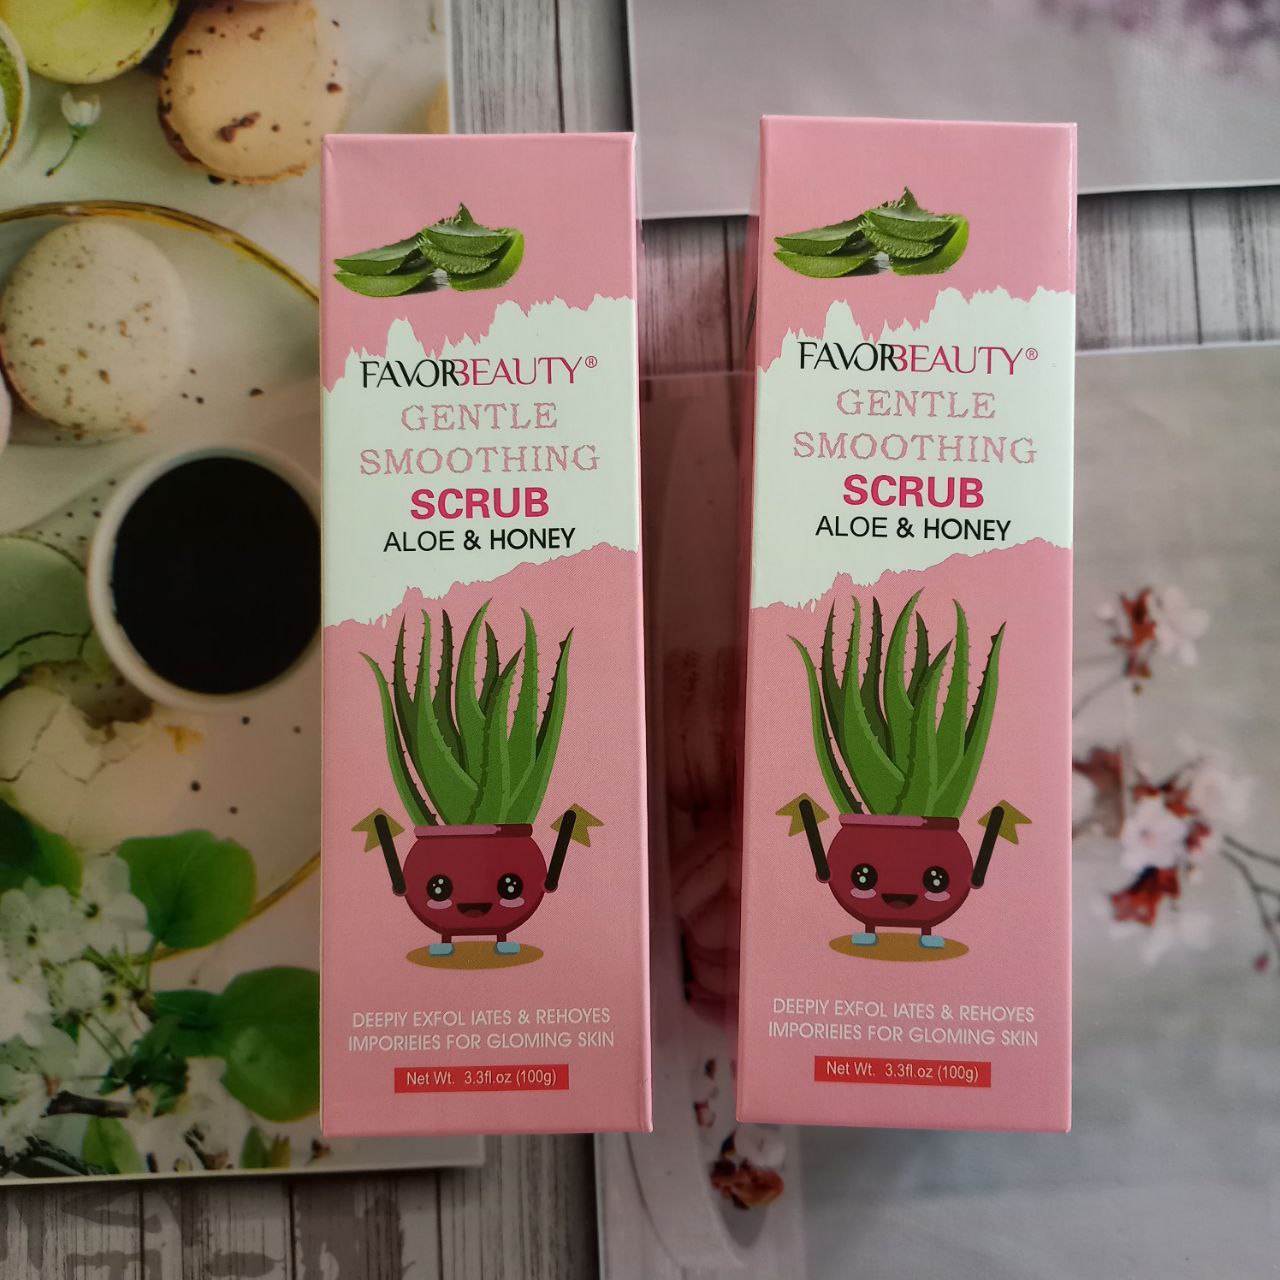 FAVORBEAUTY®
GENTLE
SMOOTHING
SCRUB
ALOE & HONEY
DEEPIY EXFOL IATES & REHOYES
IMPORIEIES FOR GLOMING SKIN
Net Wt. 3.3fl.oz (100g)
FAVORBEAUTY®
GENTLE
SMOOTHING
SCRUB
ALOE & HONEY
DEEPIY EXFOL IATES & REHOYES
IMPORIEIES FOR GLOMING SKIN
Net Wt. 3.3fl.oz (100g)